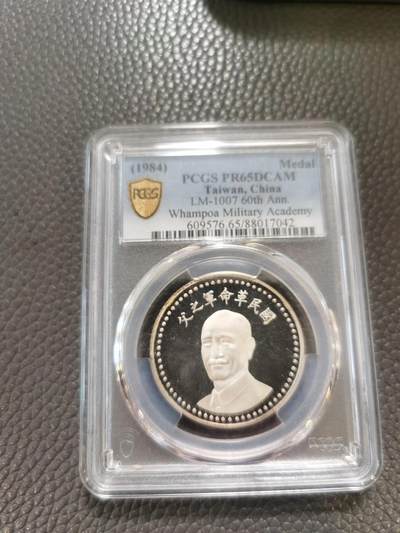 (1984) Medal
PCGS PR65DCAM
Taiwan, China
LM-1007 60th Ann.
Whampoa Military Academy
609576.65/88017042
PCGS
父之軍命革民國